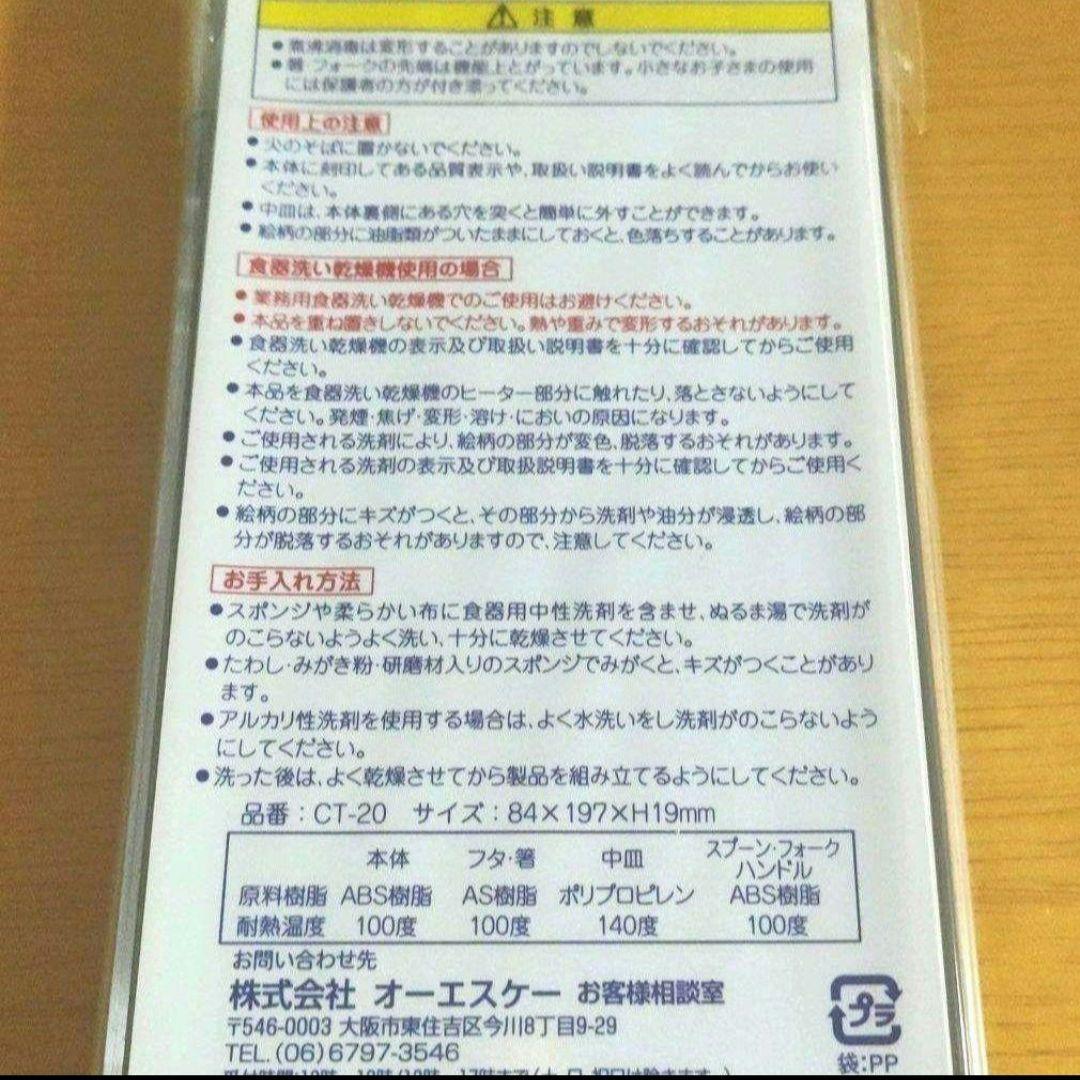 ⚠ 注意
●煮沸消毒は変形することがありますのでしないでください。
●箸・フォークの先端は機能上とがっています。小さなお子さまの使用
には保護者の方が付き添ってください。
使用上の注意
●火のそばに置かないでください。
●本体に刻印してある品質表示や、取扱い説明書をよく読んでからお使い
ください。
●中皿は、本体裏側にある穴を突くと簡単に外すことができます。
●絵柄の部分に油脂類がついたままにしておくと、色落ちすることがあります。
食器洗い乾燥機使用の場合
●業務用食器洗い乾燥機でのご使用はお避けください。
●本品を重ね置きしないでください。熱や重みで変形するおそれがあります。
●食器洗い乾燥機の表示及び取扱い説明書を十分に確認してからご使用
ください。
●本品を食器洗い乾燥機のヒーター部分に触れたり、落とさないようにして
ください。発煙・焦げ・変形・溶け・においの原因になります。
●ご使用される洗剤により、絵柄の部分が変色、脱落するおそれがあります。
●ご使用される洗剤の表示及び取扱説明書を十分に確認してからご使用く
ださい。
●絵柄の部分にキズがつくと、その部分から洗剤や油分が浸透し、絵柄の部
分が脱落するおそれがありますので、注意してください。
お手入れ方法
●スポンジや柔らかい布に食器用中性洗剤を含ませ、ぬるま湯で洗剤が
のこらないようよく洗い、十分に乾燥させてください。
●たわし・みがき粉・研磨材入りのスポンジでみがくと、キズがつくことがあり
ます。
●アルカリ性洗剤を使用する場合は、よく水洗いをし洗剤がのこらないよう
にしてください。
●洗った後は、よく乾燥させてから製品を組み立てるようにしてください。
品番：CT-20 サイズ：84×197×H19mm
本体 フタ・箸 中皿 スプーン・フォーク
ハンドル
原料樹脂 ABS樹脂 AS樹脂 ポリプロピレン ABS樹脂
耐熱温度 100度 100度 140度 100度
お問い合わせ先
株式会社 オーエスケー お客様相談室
〒546-0003 大阪市東住吉区今川8丁目9-29
TEL.(06)6797-3546
プラ
袋：PP